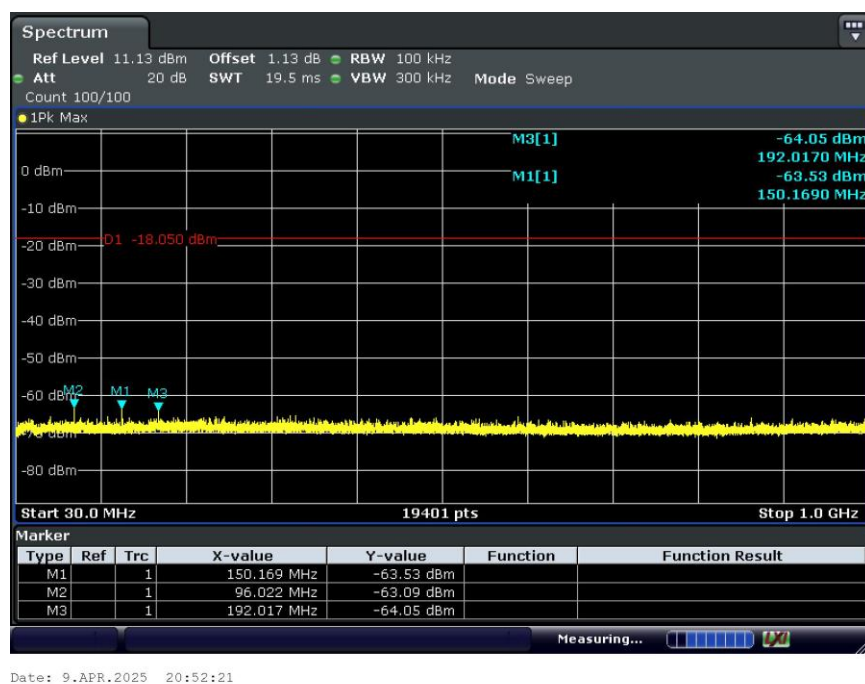 Spectrum
Ref Level 11.13 dBm Offset 1.13 dB RBW 100 kHz
Att 20 dB SWT 19.5 ms VBW 300 kHz Mode Sweep
Count 100/100
1Pk Max
M3[1] -64.05 dBm
192.0170 MHz
0 dBm
M1[1] -63.53 dBm
150.1690 MHz
-10 dBm
D1 -18.050 dBm
-20 dBm
-30 dBm
-40 dBm
-50 dBm
M2 M1 M3
-60 dBm
-70 dBm
-80 dBm
Start 30.0 MHz 19401 pts Stop 1.0 GHz
Marker
Type Ref Trc X-value Y-value Function Function Result
M1 1 150.169 MHz -63.53 dBm
M2 1 96.022 MHz -63.09 dBm
M3 1 192.017 MHz -64.05 dBm
Measuring... LXI
Date: 9.APR.2025 20:52:21